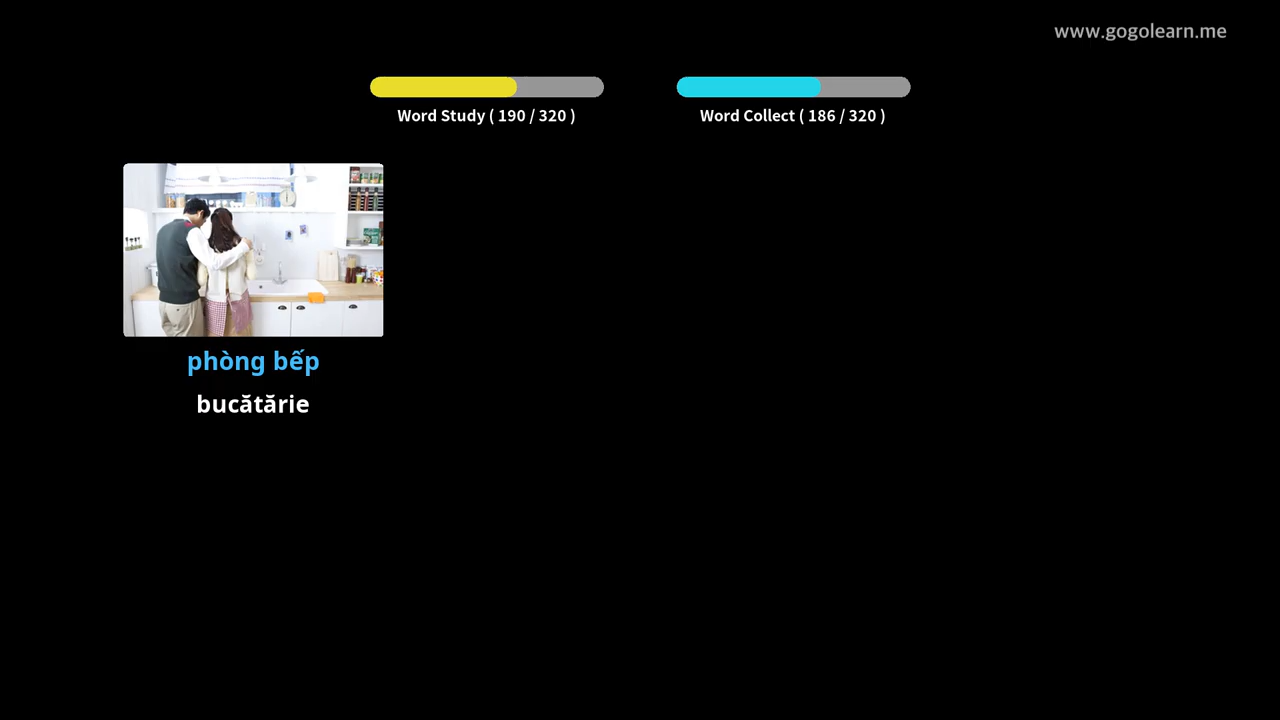 www.gogolearn.me
Word Study ( 190 / 320 )
Word Collect ( 186 / 320 )
phòng bếp
bucătărie